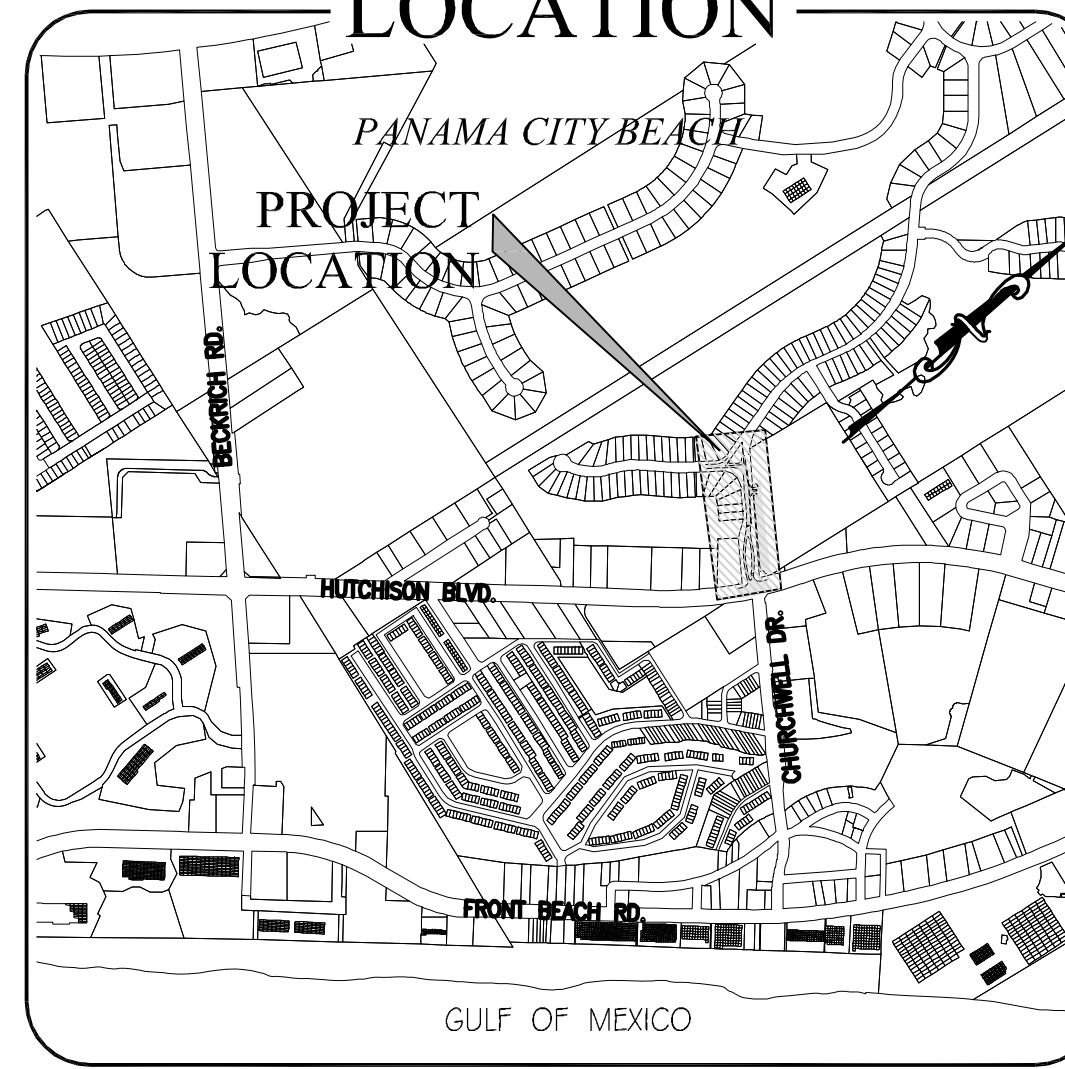 LOCATION
PANAMA CITY BEACH
PROJECT
LOCATION
BECKRICH RD.
HUTCHISON BLVD.
CHURCHWELL DR.
FRONT BEACH RD.
GULF OF MEXICO